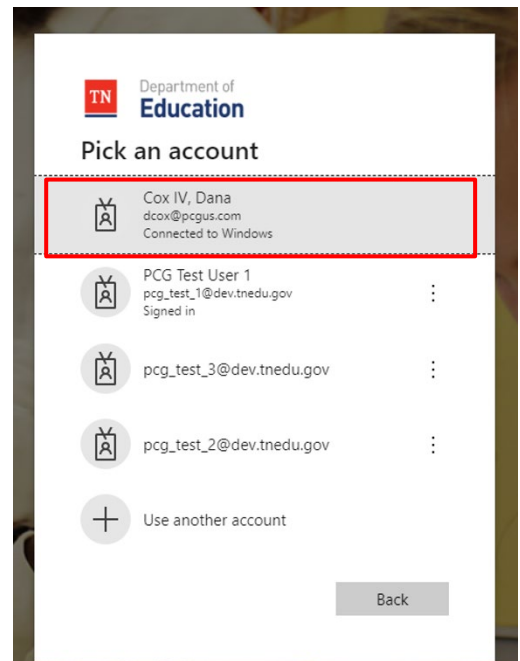 TN
Department of
Education
Pick an account
Cox IV, Dana
dcox@pcgus.com
Connected to Windows
PCG Test User 1
pcg_test_1@dev.tnedu.gov
Signed in
pcg_test_3@dev.tnedu.gov
pcg_test_2@dev.tnedu.gov
Use another account
Back